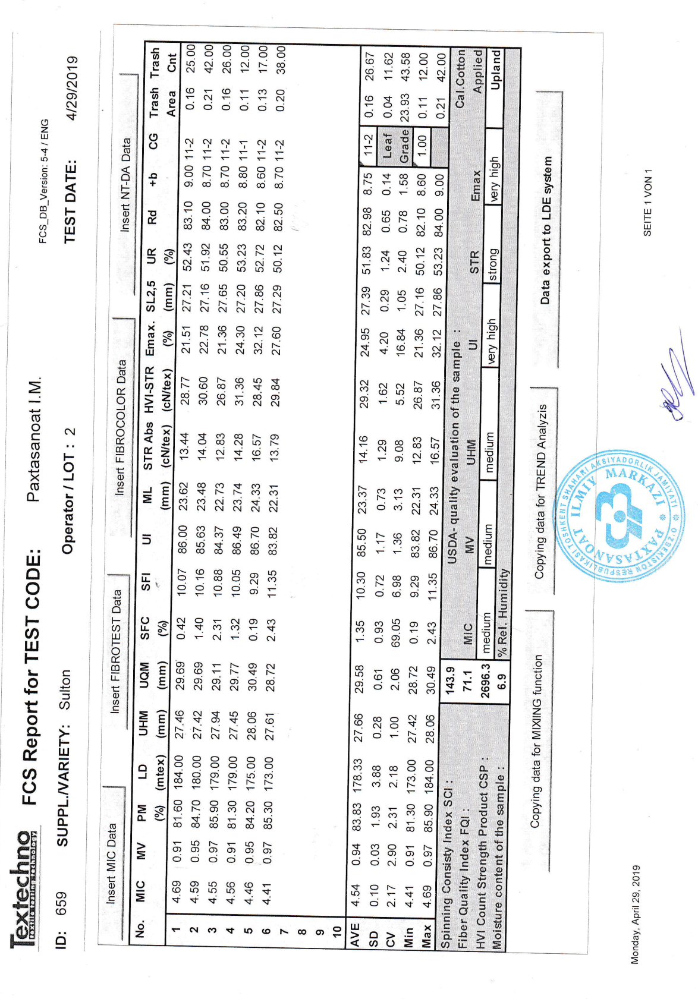 Textechno FCS Report for TEST CODE: Paxtasanoat I.M. FCS_DB_Version: 5-4 / ENG
Textile Testing Technology
ID: 659 SUPPL./VARIETY: Sulton Operator / LOT : 2 TEST DATE: 4/29/2019
Insert MIC Data Insert FIBROTEST Data Insert FIBROCOLOR Data Insert NT-DA Data
No. MIC MV PM LD UHM UQM SFC SFI UI ML STR Abs HVI-STR Emax. SL2,5 UR Rd +b CG Trash Trash
(%) (mtex) (mm) (mm) (%) (mm) (cN/tex) (cN/tex) (%) (mm) (%) Area Cnt
1 4.69 0.91 81.60 184.00 27.46 29.69 0.42 10.07 86.00 23.62 13.44 28.77 21.51 27.21 52.43 83.10 9.00 11-2 0.16 25.00
2 4.59 0.95 84.70 180.00 27.42 29.69 1.40 10.16 85.63 23.48 14.04 30.60 22.78 27.16 51.92 84.00 8.70 11-2 0.21 42.00
3 4.55 0.97 85.90 179.00 27.94 29.11 2.31 10.88 84.37 22.73 12.83 26.87 21.36 27.65 50.55 83.00 8.70 11-2 0.16 26.00
4 4.56 0.91 81.30 179.00 27.45 29.77 1.32 10.05 86.49 23.74 14.28 31.36 24.30 27.20 53.23 83.20 8.80 11-1 0.11 12.00
5 4.46 0.95 84.20 175.00 28.06 30.49 0.19 9.29 86.70 24.33 16.57 28.45 32.12 27.86 52.72 82.10 8.60 11-2 0.13 17.00
6 4.41 0.97 85.30 173.00 27.61 28.72 2.43 11.35 83.82 22.31 13.79 29.84 27.60 27.29 50.12 82.50 8.70 11-2 0.20 38.00
7
8
9
10
AVE 4.54 0.94 83.83 178.33 27.66 29.58 1.35 10.30 85.50 23.37 14.16 29.32 24.95 27.39 51.83 82.98 8.75 11-2 0.16 26.67
SD 0.10 0.03 1.93 3.88 0.28 0.61 0.93 0.72 1.17 0.73 1.29 1.62 4.20 0.29 1.24 0.65 0.14 Leaf 0.04 11.62
CV 2.17 2.90 2.31 2.18 1.00 2.06 69.05 6.98 1.36 3.13 9.08 5.52 16.84 1.05 2.40 0.78 1.58 Grade 23.93 43.58
Min 4.41 0.91 81.30 173.00 27.42 28.72 0.19 9.29 83.82 22.31 12.83 26.87 21.36 27.16 50.12 82.10 8.60 1.00 0.11 12.00
Max 4.69 0.97 85.90 184.00 28.06 30.49 2.43 11.35 86.70 24.33 16.57 31.36 32.12 27.86 53.23 84.00 9.00 0.21 42.00
Spinning Consisty Index SCI : 143.9 USDA- quality evaluation of the sample : Cal.Cotton
Fiber Quality Index FQI : 71.1 MIC MV UHM UI STR Emax Applied
HVI Count Strength Product CSP : 2696.3 medium medium medium very high strong very high Upland
Moisture content of the sample : 6.9 % Rel. Humidity
Copying data for MIXIING function Copying data for TREND Analyzis Data export to LDE system
O'ZBEKISTON RESPUBLIKASI TOSHKENT SHAHARI AKSIYADORLIK JAMIYATI
PAXTASANOAT ILMIY MARKAZI
Monday, April 29, 2019 SEITE 1 VON 1